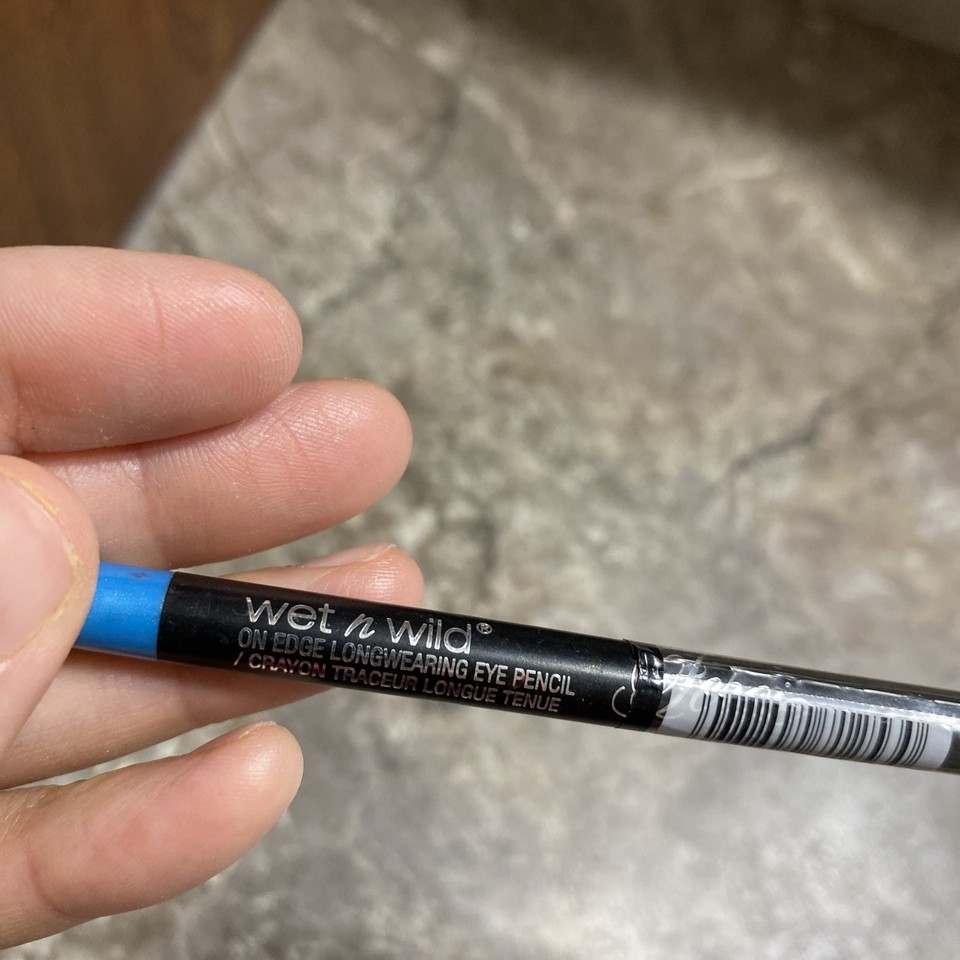 wet n wild®
ON EDGE LONGWEARING EYE PENCIL
/ CRAYON TRACEUR LONGUE TENUE